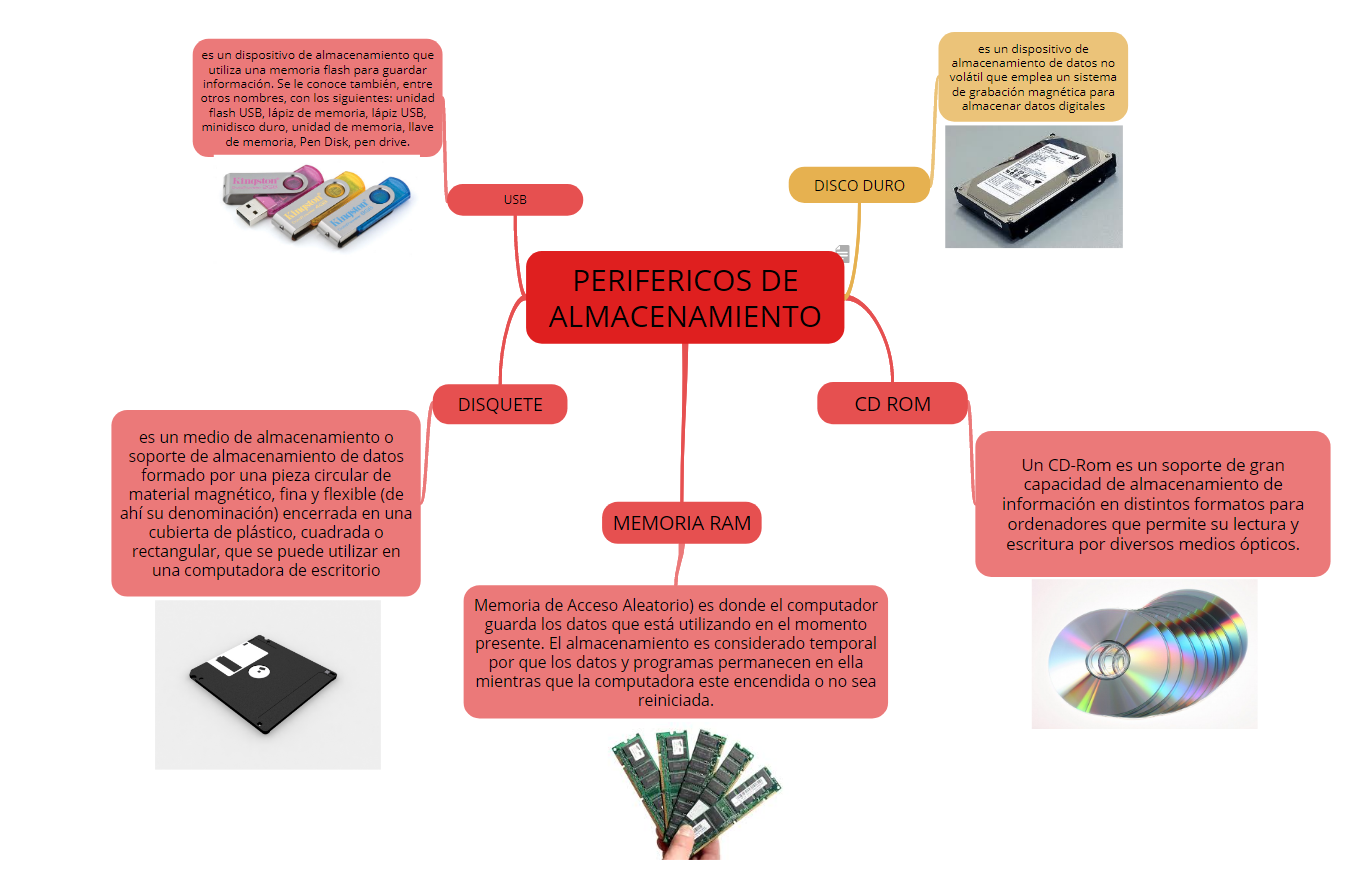 es un dispositivo de almacenamiento que
utiliza una memoria flash para guardar
información. Se le conoce también, entre
otros nombres, con los siguientes: unidad
flash USB, lápiz de memoria, lápiz USB,
minidisco duro, unidad de memoria, llave
de memoria, Pen Disk, pen drive.
Kingston
Kingston
Kingston
USB
es un dispositivo de
almacenamiento de datos no
volátil que emplea un sistema
de grabación magnética para
almacenar datos digitales
DISCO DURO
PERIFERICOS DE
ALMACENAMIENTO
DISQUETE
es un medio de almacenamiento o
soporte de almacenamiento de datos
formado por una pieza circular de
material magnético, fina y flexible (de
ahí su denominación) encerrada en una
cubierta de plástico, cuadrada o
rectangular, que se puede utilizar en
una computadora de escritorio
CD ROM
Un CD-Rom es un soporte de gran
capacidad de almacenamiento de
información en distintos formatos para
ordenadores que permite su lectura y
escritura por diversos medios ópticos.
MEMORIA RAM
Memoria de Acceso Aleatorio) es donde el computador
guarda los datos que está utilizando en el momento
presente. El almacenamiento es considerado temporal
por que los datos y programas permanecen en ella
mientras que la computadora este encendida o no sea
reiniciada.